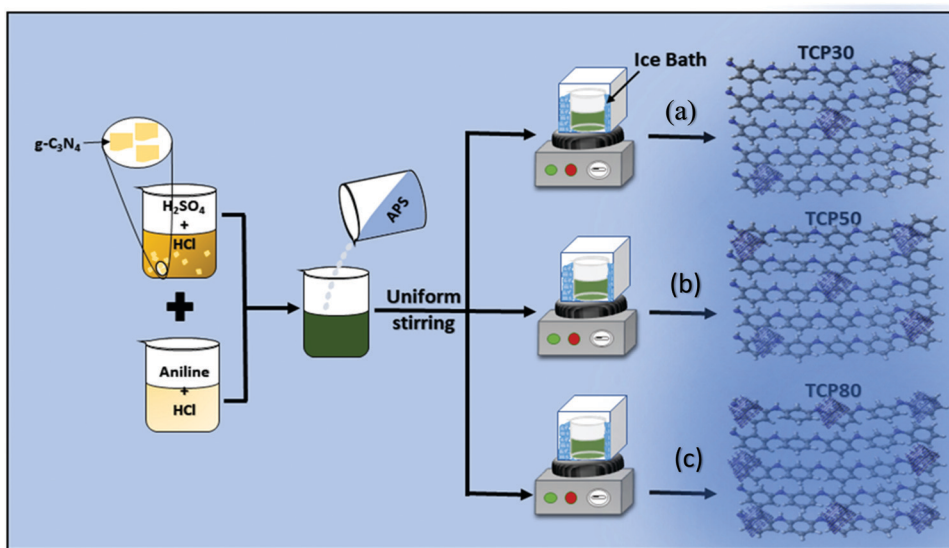 g-C₃N₄
H₂SO₄
+
HCl
Aniline
+
HCl
APS
Uniform
stirring
Ice Bath
(a)
TCP30
(b)
TCP50
(c)
TCP80